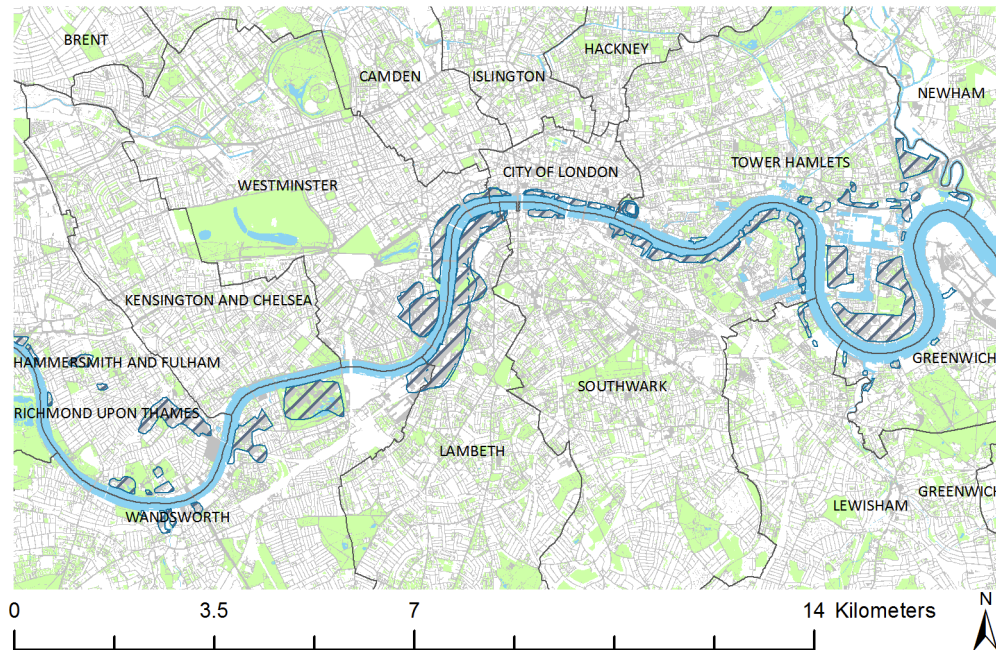 BRENT
HACKNEY
CAMDEN
ISLINGTON
NEWHAM
TOWER HAMLETS
CITY OF LONDON
WESTMINSTER
KENSINGTON AND CHELSEA
HAMMERSMITH AND FULHAM
GREENWICH
SOUTHWARK
RICHMOND UPON THAMES
LAMBETH
GREENWICH
LEWISHAM
WANDSWORTH
N
0 3.5 7 14 Kilometers